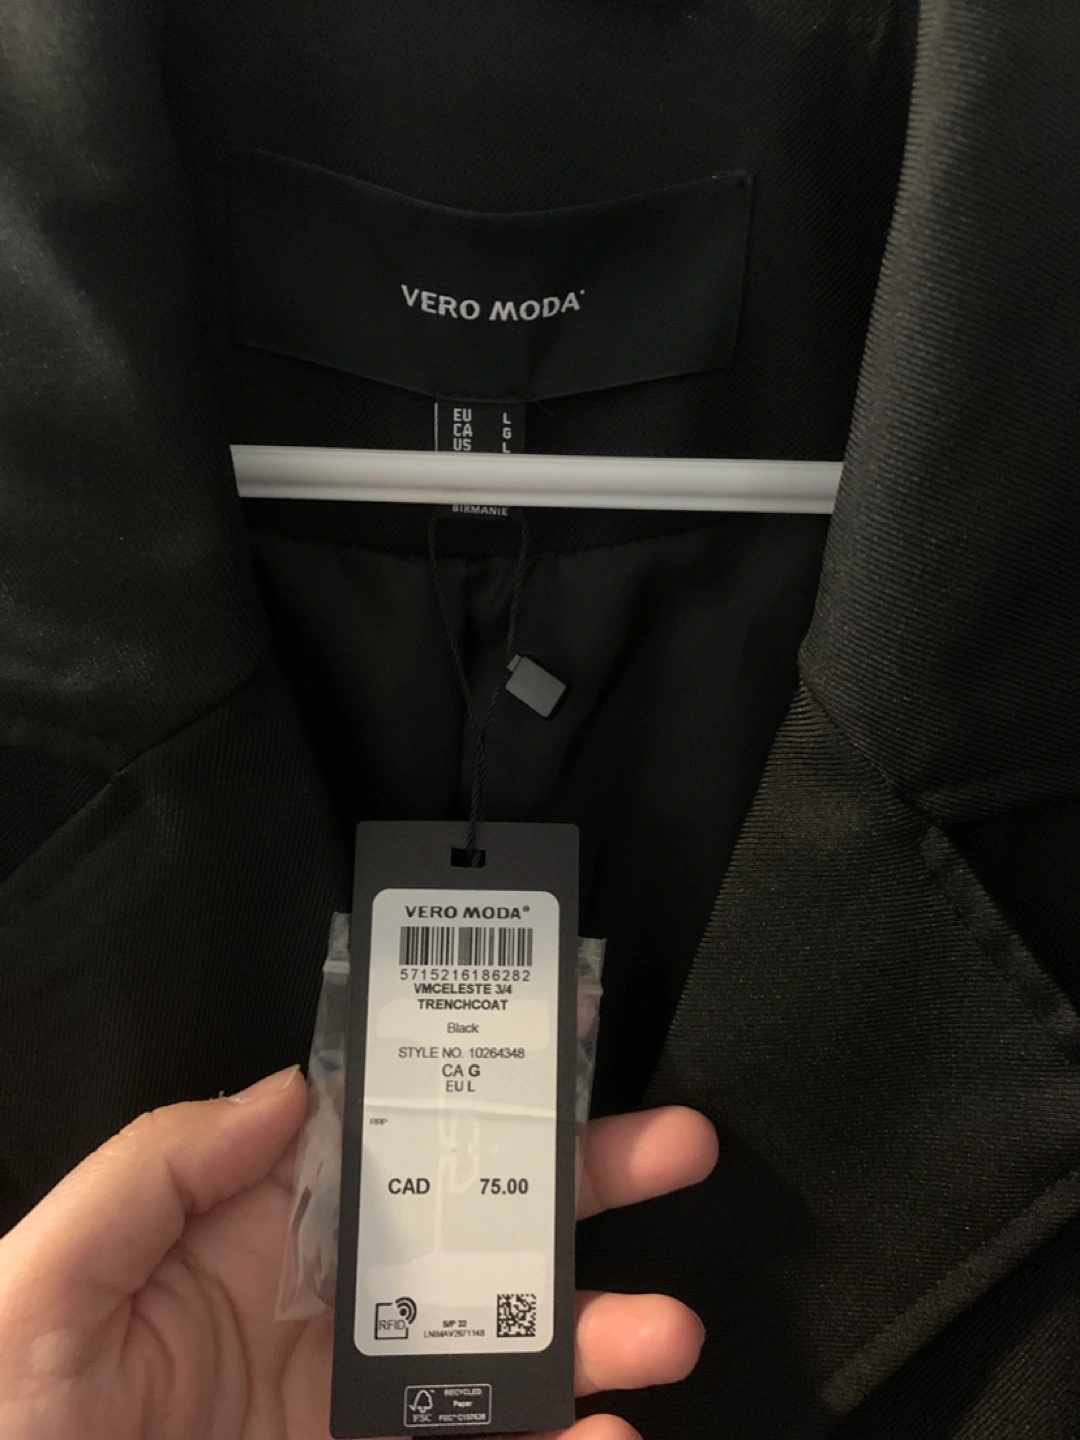 VERO MODA
EU L
CA G
US L
BIRMANIE
VERO MODA®
5715216186282
VMCELESTE 3/4
TRENCHCOAT
Black
STYLE NO. 10264348
CA G
EU L
RRP
CAD 75.00
RFID
S/P 22
FSC
RECYCLED
Paper